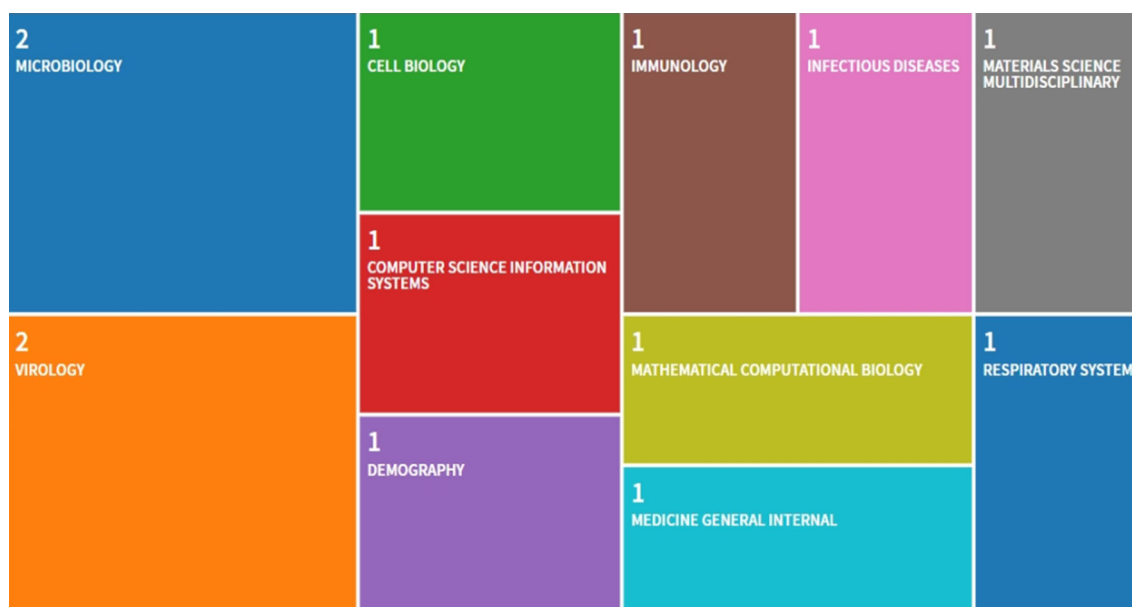 2
MICROBIOLOGY
1
CELL BIOLOGY
1
IMMUNOLOGY
1
INFECTIOUS DISEASES
1
MATERIALS SCIENCE
MULTIDISCIPLINARY
1
COMPUTER SCIENCE INFORMATION
SYSTEMS
2
VIROLOGY
1
MATHEMATICAL COMPUTATIONAL BIOLOGY
1
RESPIRATORY SYSTEM
1
DEMOGRAPHY
1
MEDICINE GENERAL INTERNAL